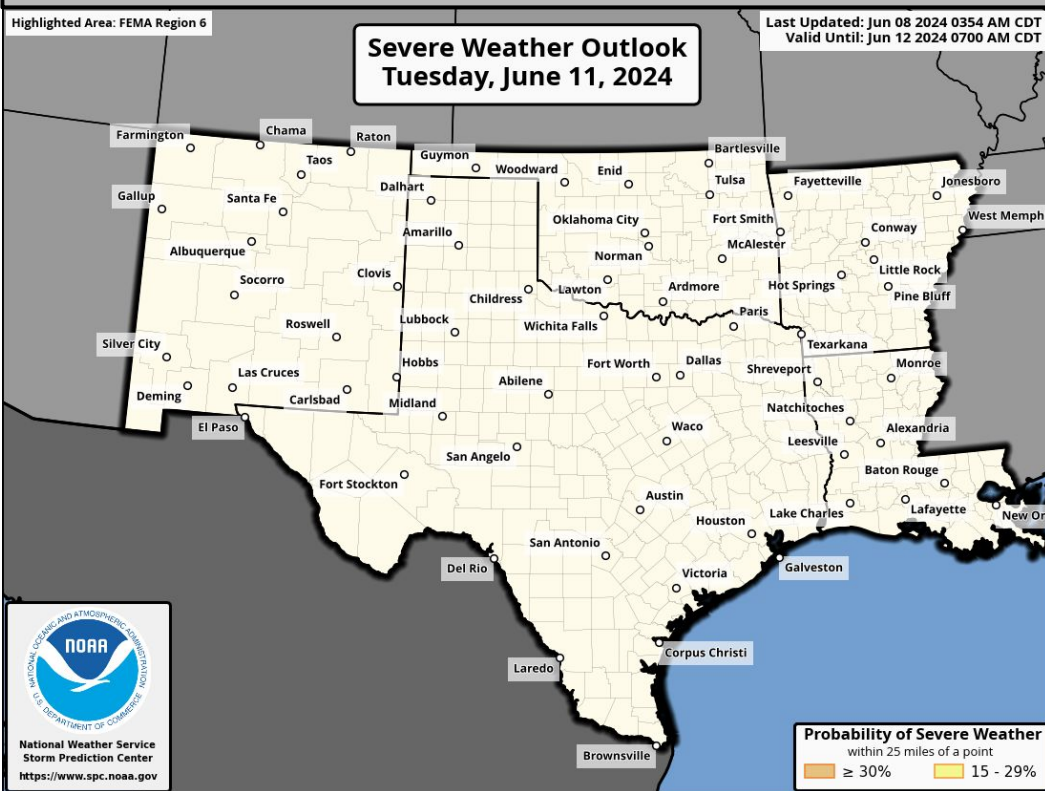 Highlighted Area: FEMA Region 6
Last Updated: Jun 08 2024 0354 AM CDT
Valid Until: Jun 12 2024 0700 AM CDT
Severe Weather Outlook
Tuesday, June 11, 2024
Farmington
Chama
Raton
Taos
Guymon
Woodward
Enid
Bartlesville
Tulsa
Fayetteville
Jonesboro
Gallup
Santa Fe
Dalhart
Oklahoma City
Fort Smith
West Memph
Albuquerque
Amarillo
Norman
McAlester
Conway
Socorro
Clovis
Childress
Lawton
Ardmore
Hot Springs
Little Rock
Pine Bluff
Roswell
Lubbock
Wichita Falls
Paris
Texarkana
Silver City
Las Cruces
Hobbs
Fort Worth
Dallas
Shreveport
Monroe
Deming
Carlsbad
Midland
Abilene
Natchitoches
El Paso
San Angelo
Waco
Leesville
Alexandria
Fort Stockton
Baton Rouge
Austin
Houston
Lake Charles
Lafayette
New Or
San Antonio
Del Rio
Victoria
Galveston
Laredo
Corpus Christi
Brownsville
NATIONAL OCEANIC AND ATMOSPHERIC ADMINISTRATION
NOAA
U.S. DEPARTMENT OF COMMERCE
National Weather Service
Storm Prediction Center
https://www.spc.noaa.gov
Probability of Severe Weather
within 25 miles of a point
≥ 30%
15 - 29%